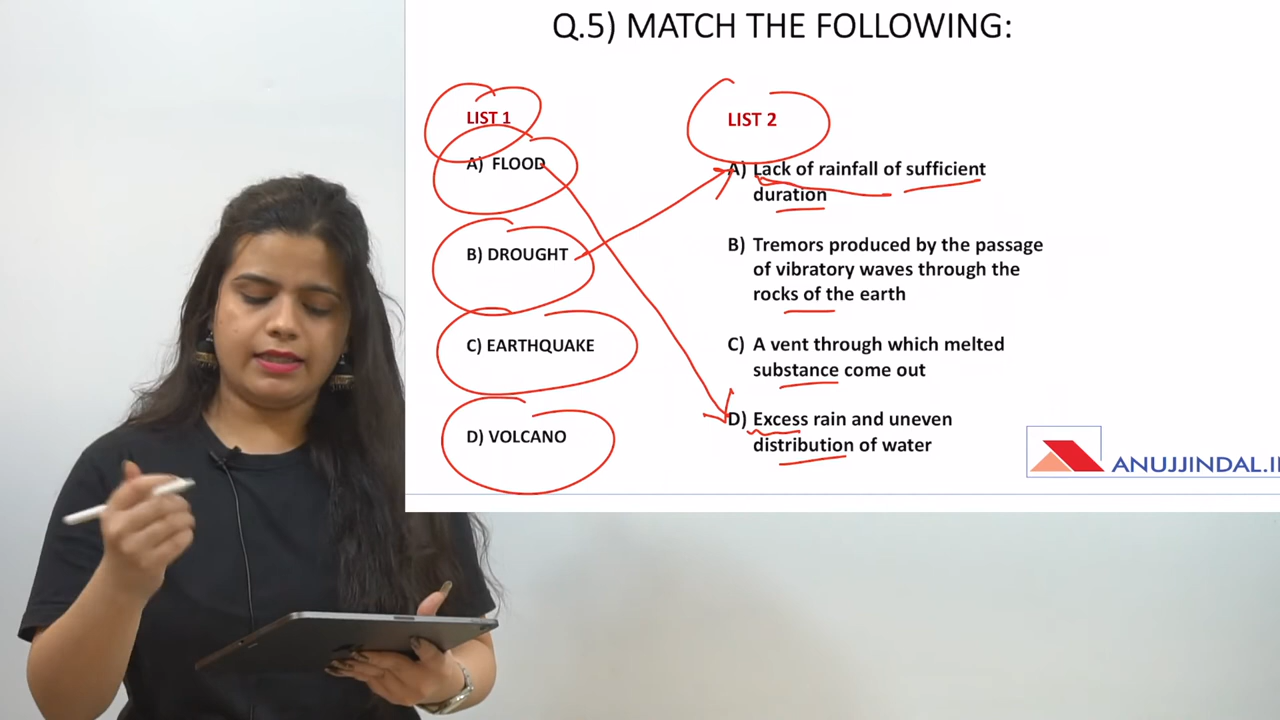 Q.5) MATCH THE FOLLOWING:
LIST 1
LIST 2
A) FLOOD
A) Lack of rainfall of sufficient
duration
B) DROUGHT
B) Tremors produced by the passage
of vibratory waves through the
rocks of the earth
C) EARTHQUAKE
C) A vent through which melted
substance come out
D) VOLCANO
D) Excess rain and uneven
distribution of water
ANUJJINDAL.I